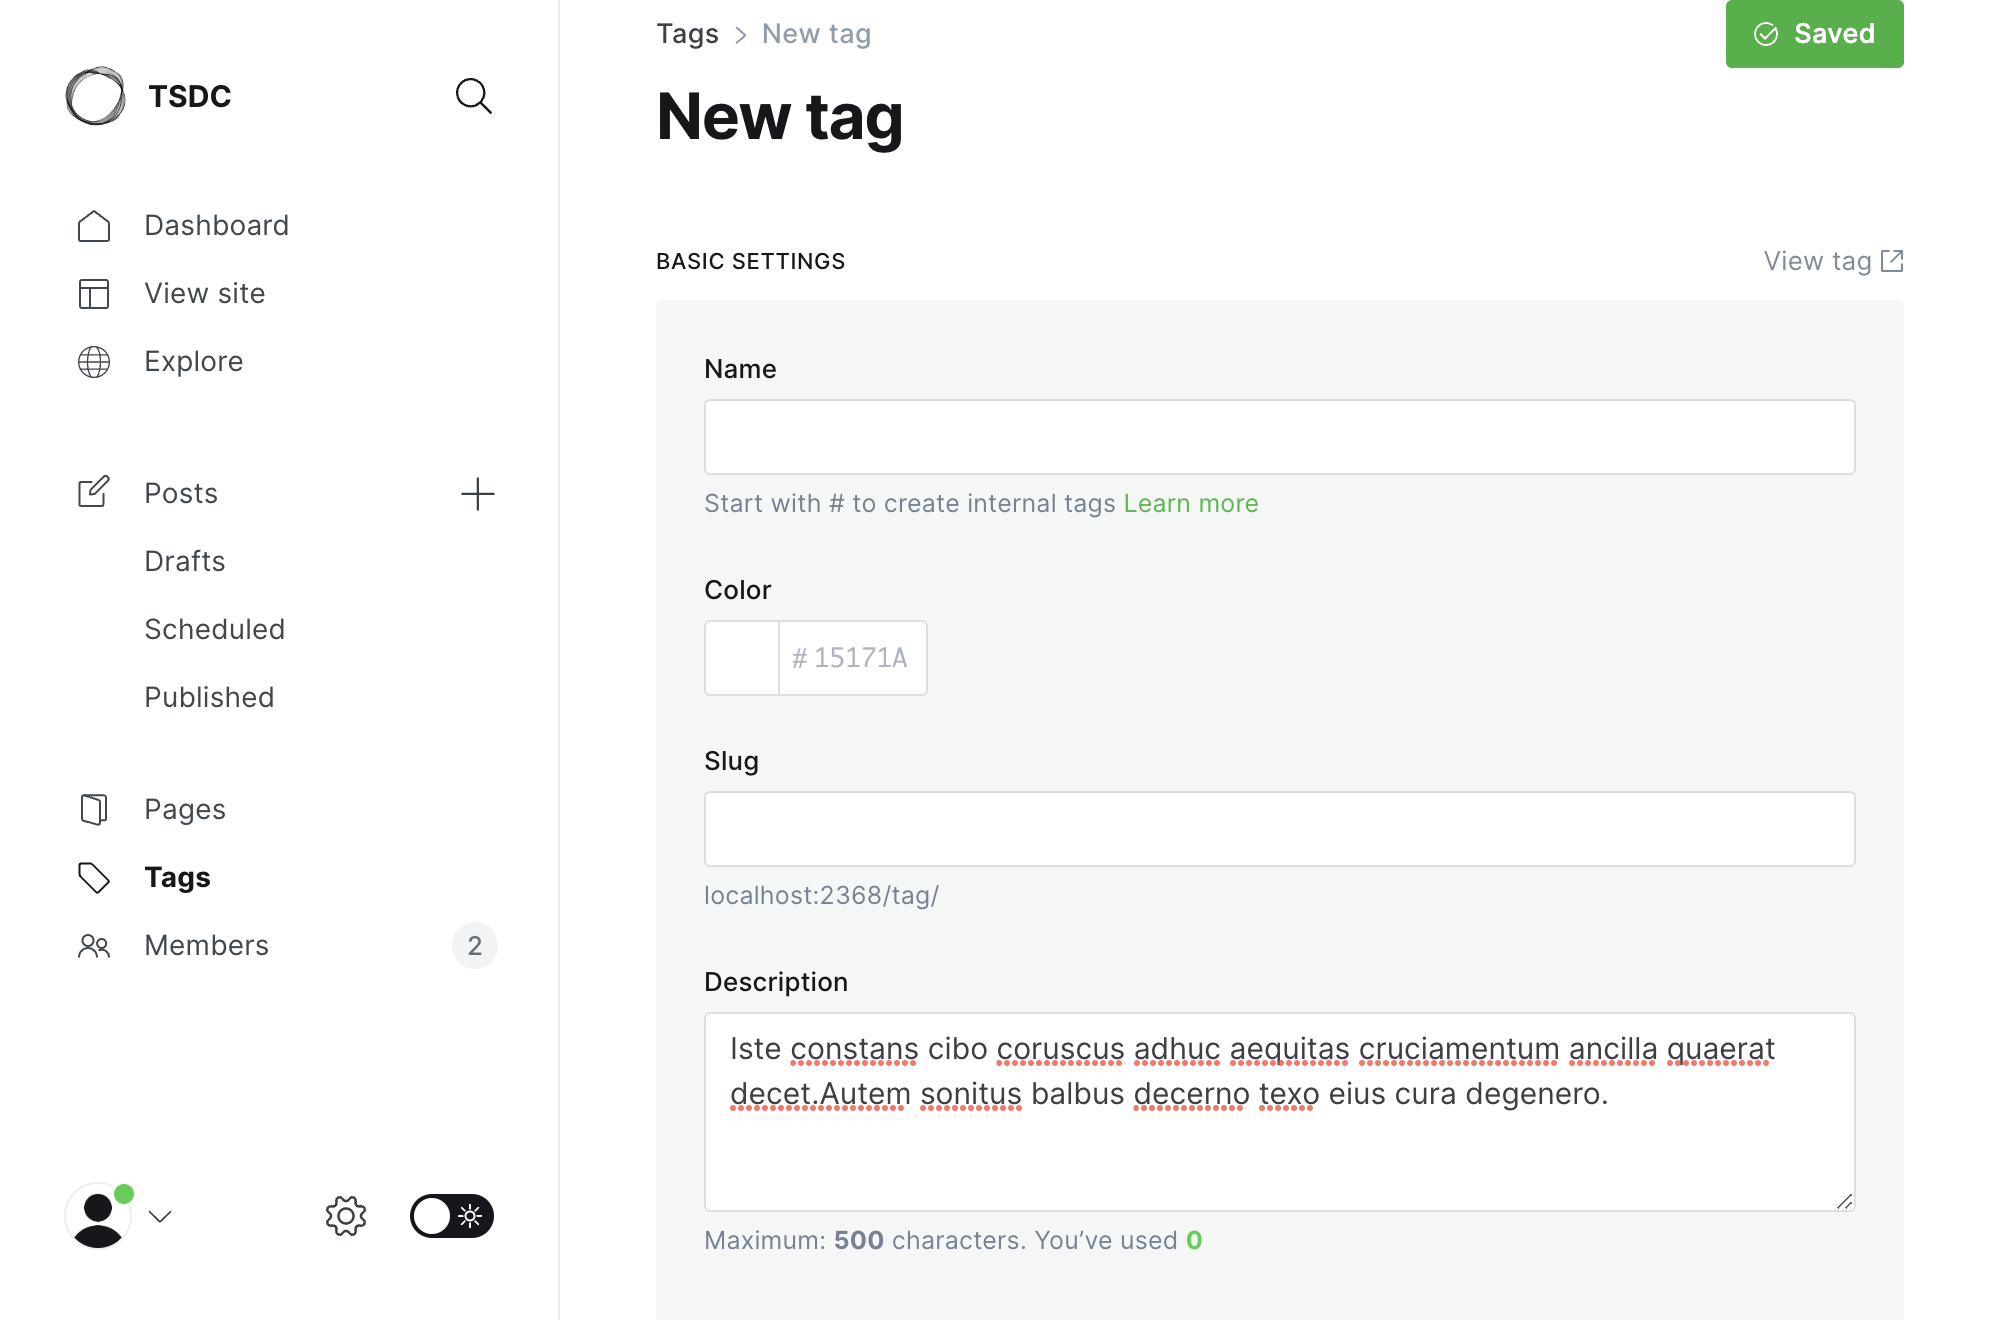 TSDC
Dashboard
View site
Explore
Posts
Drafts
Scheduled
Published
Pages
Tags
Members 2
Tags > New tag
Saved
New tag
BASIC SETTINGS
View tag
Name
Start with # to create internal tags Learn more
Color
# 15171A
Slug
localhost:2368/tag/
Description
Iste constans cibo coruscus adhuc aequitas cruciamentum ancilla quaerat
decet.Autem sonitus balbus decerno texo eius cura degenero.
Maximum: 500 characters. You’ve used 0